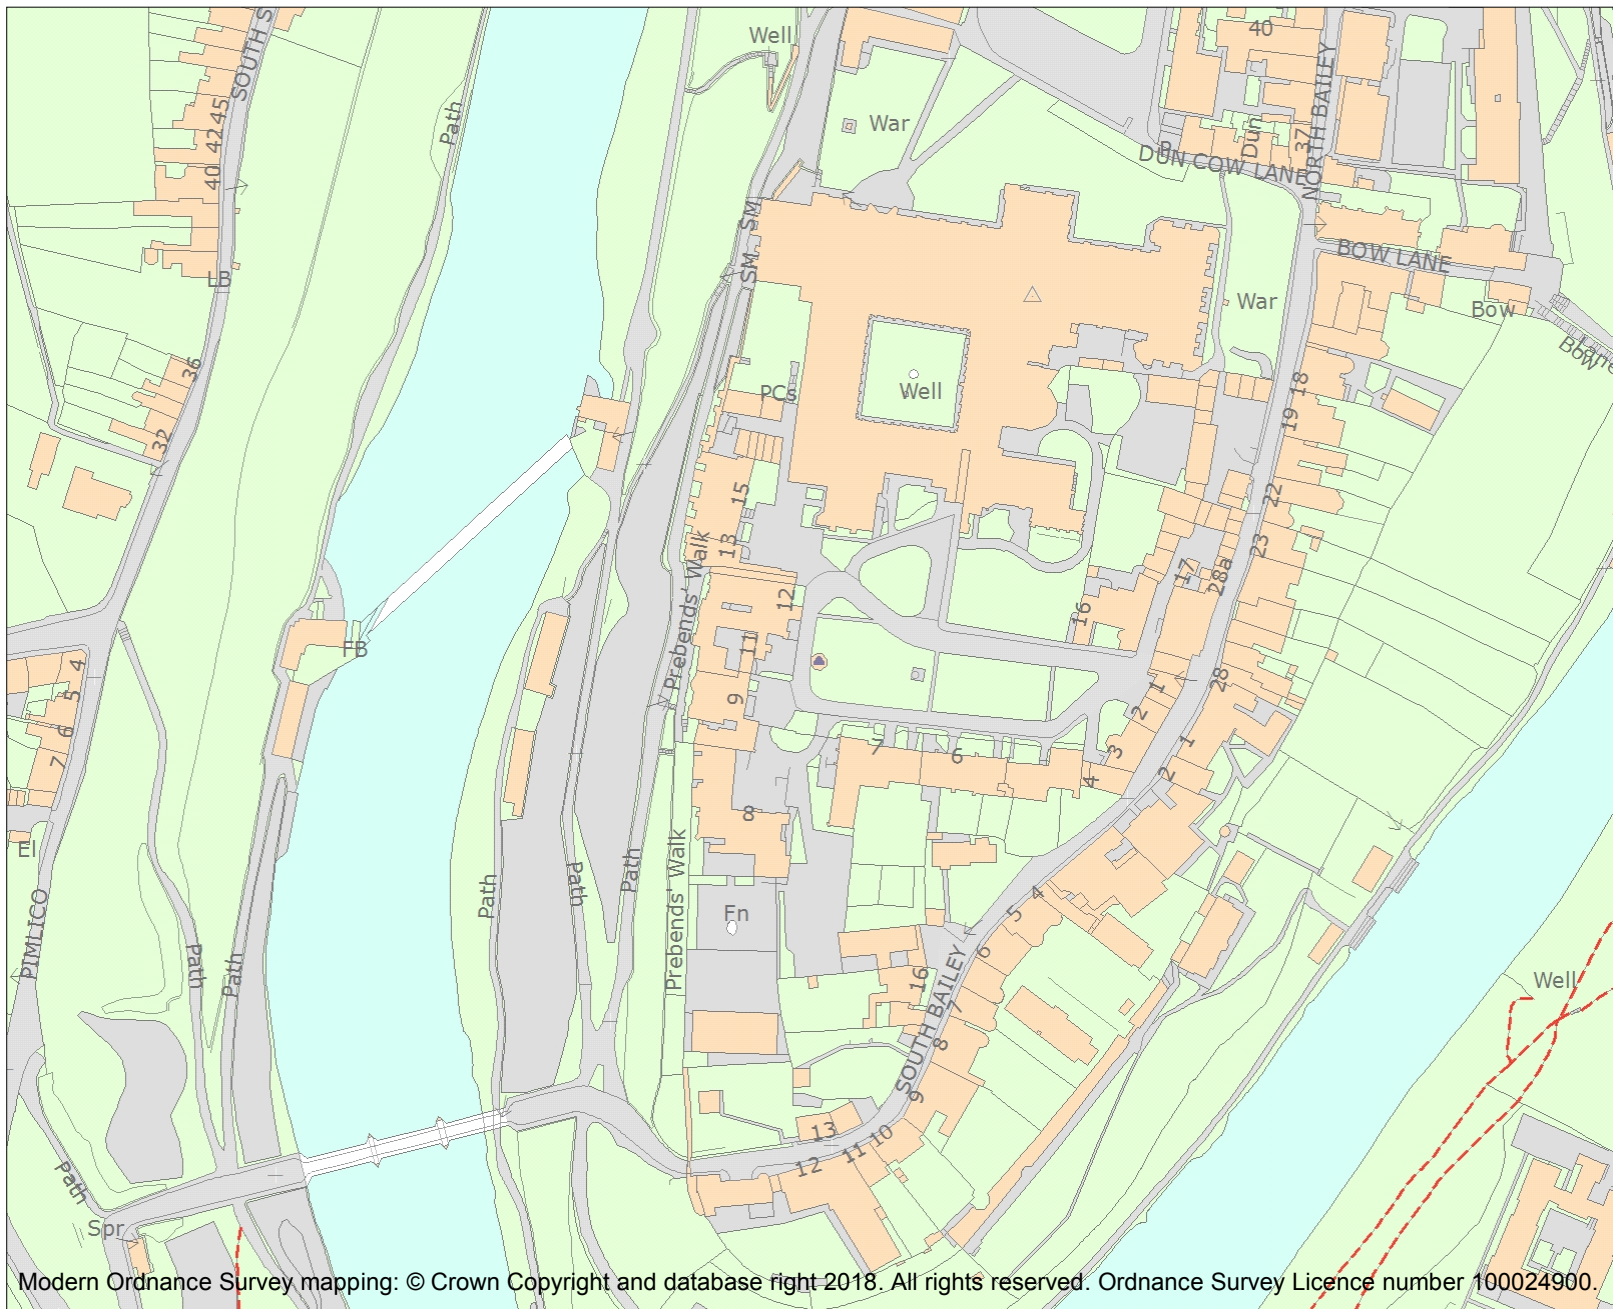 SOUTH S
Well
40
Path
42 45
War
Dun
37
NORTH BAILEY
P
DUN COW LANE
40
SM
SM
BOW LANE
LB
War
Bow
Bow
Lane
36
PCs
Well
18
19
32
15
22
13
23
Prebends' Walk
17
28a
12
16
FB
11
4
5
9
1
28
6
2
7
7
6
3
1
4
2
8
El
Path
Path
Path
Prebends' Walk
4
Fn
5
PIMLICO
Path
Path
6
16
Well
SOUTH BAILEY
7
8
9
13
10
11
12
Path
Spr
Modern Ordnance Survey mapping: © Crown Copyright and database right 2018. All rights reserved. Ordnance Survey Licence number 100024900.